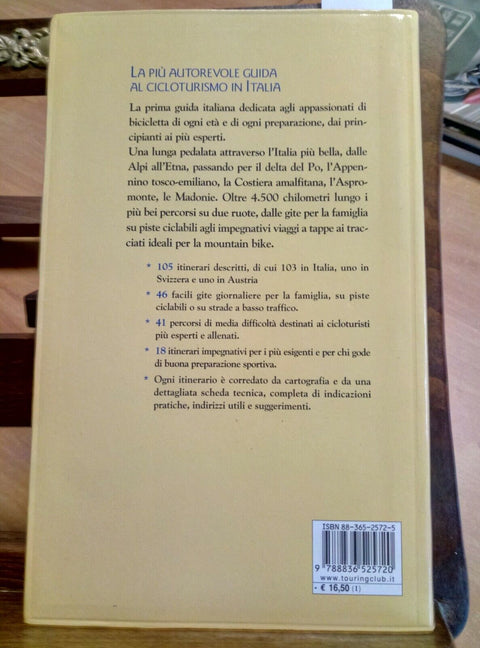 La più autorevole guida
al cicloturismo in Italia
La prima guida italiana dedicata agli appassionati di
bicicletta di ogni età e di ogni preparazione, dai prin-
cipianti ai più esperti.
Una lunga pedalata attraverso l'Italia più bella, dalle
Alpi all'Etna, passando per il delta del Po, l'Appen-
nino tosco-emiliano, la Costiera amalfitana, l'Aspro-
monte, le Madonie. Oltre 4.500 chilometri lungo i
più bei percorsi su due ruote, dalle gite per la famiglia
su piste ciclabili agli impegnativi viaggi a tappe ai trac-
ciati ideali per la mountain bike.
* 105 itinerari descritti, di cui 103 in Italia, uno in
Svizzera e uno in Austria
* 46 facili gite giornaliere per la famiglia, su piste
ciclabili o su strade a basso traffico.
* 41 percorsi di media difficoltà destinati ai cicloturisti
più esperti e allenati.
* 18 itinerari impegnativi per i più esigenti e per chi gode
di buona preparazione sportiva.
* Ogni itinerario è corredato da cartografia e da una
dettagliata scheda tecnica, completa di indicazioni
pratiche, indirizzi utili e suggerimenti.
ISBN 88-365-2572-5
9 788836 525720
www.touringclub.it
- € 16,50 (I)